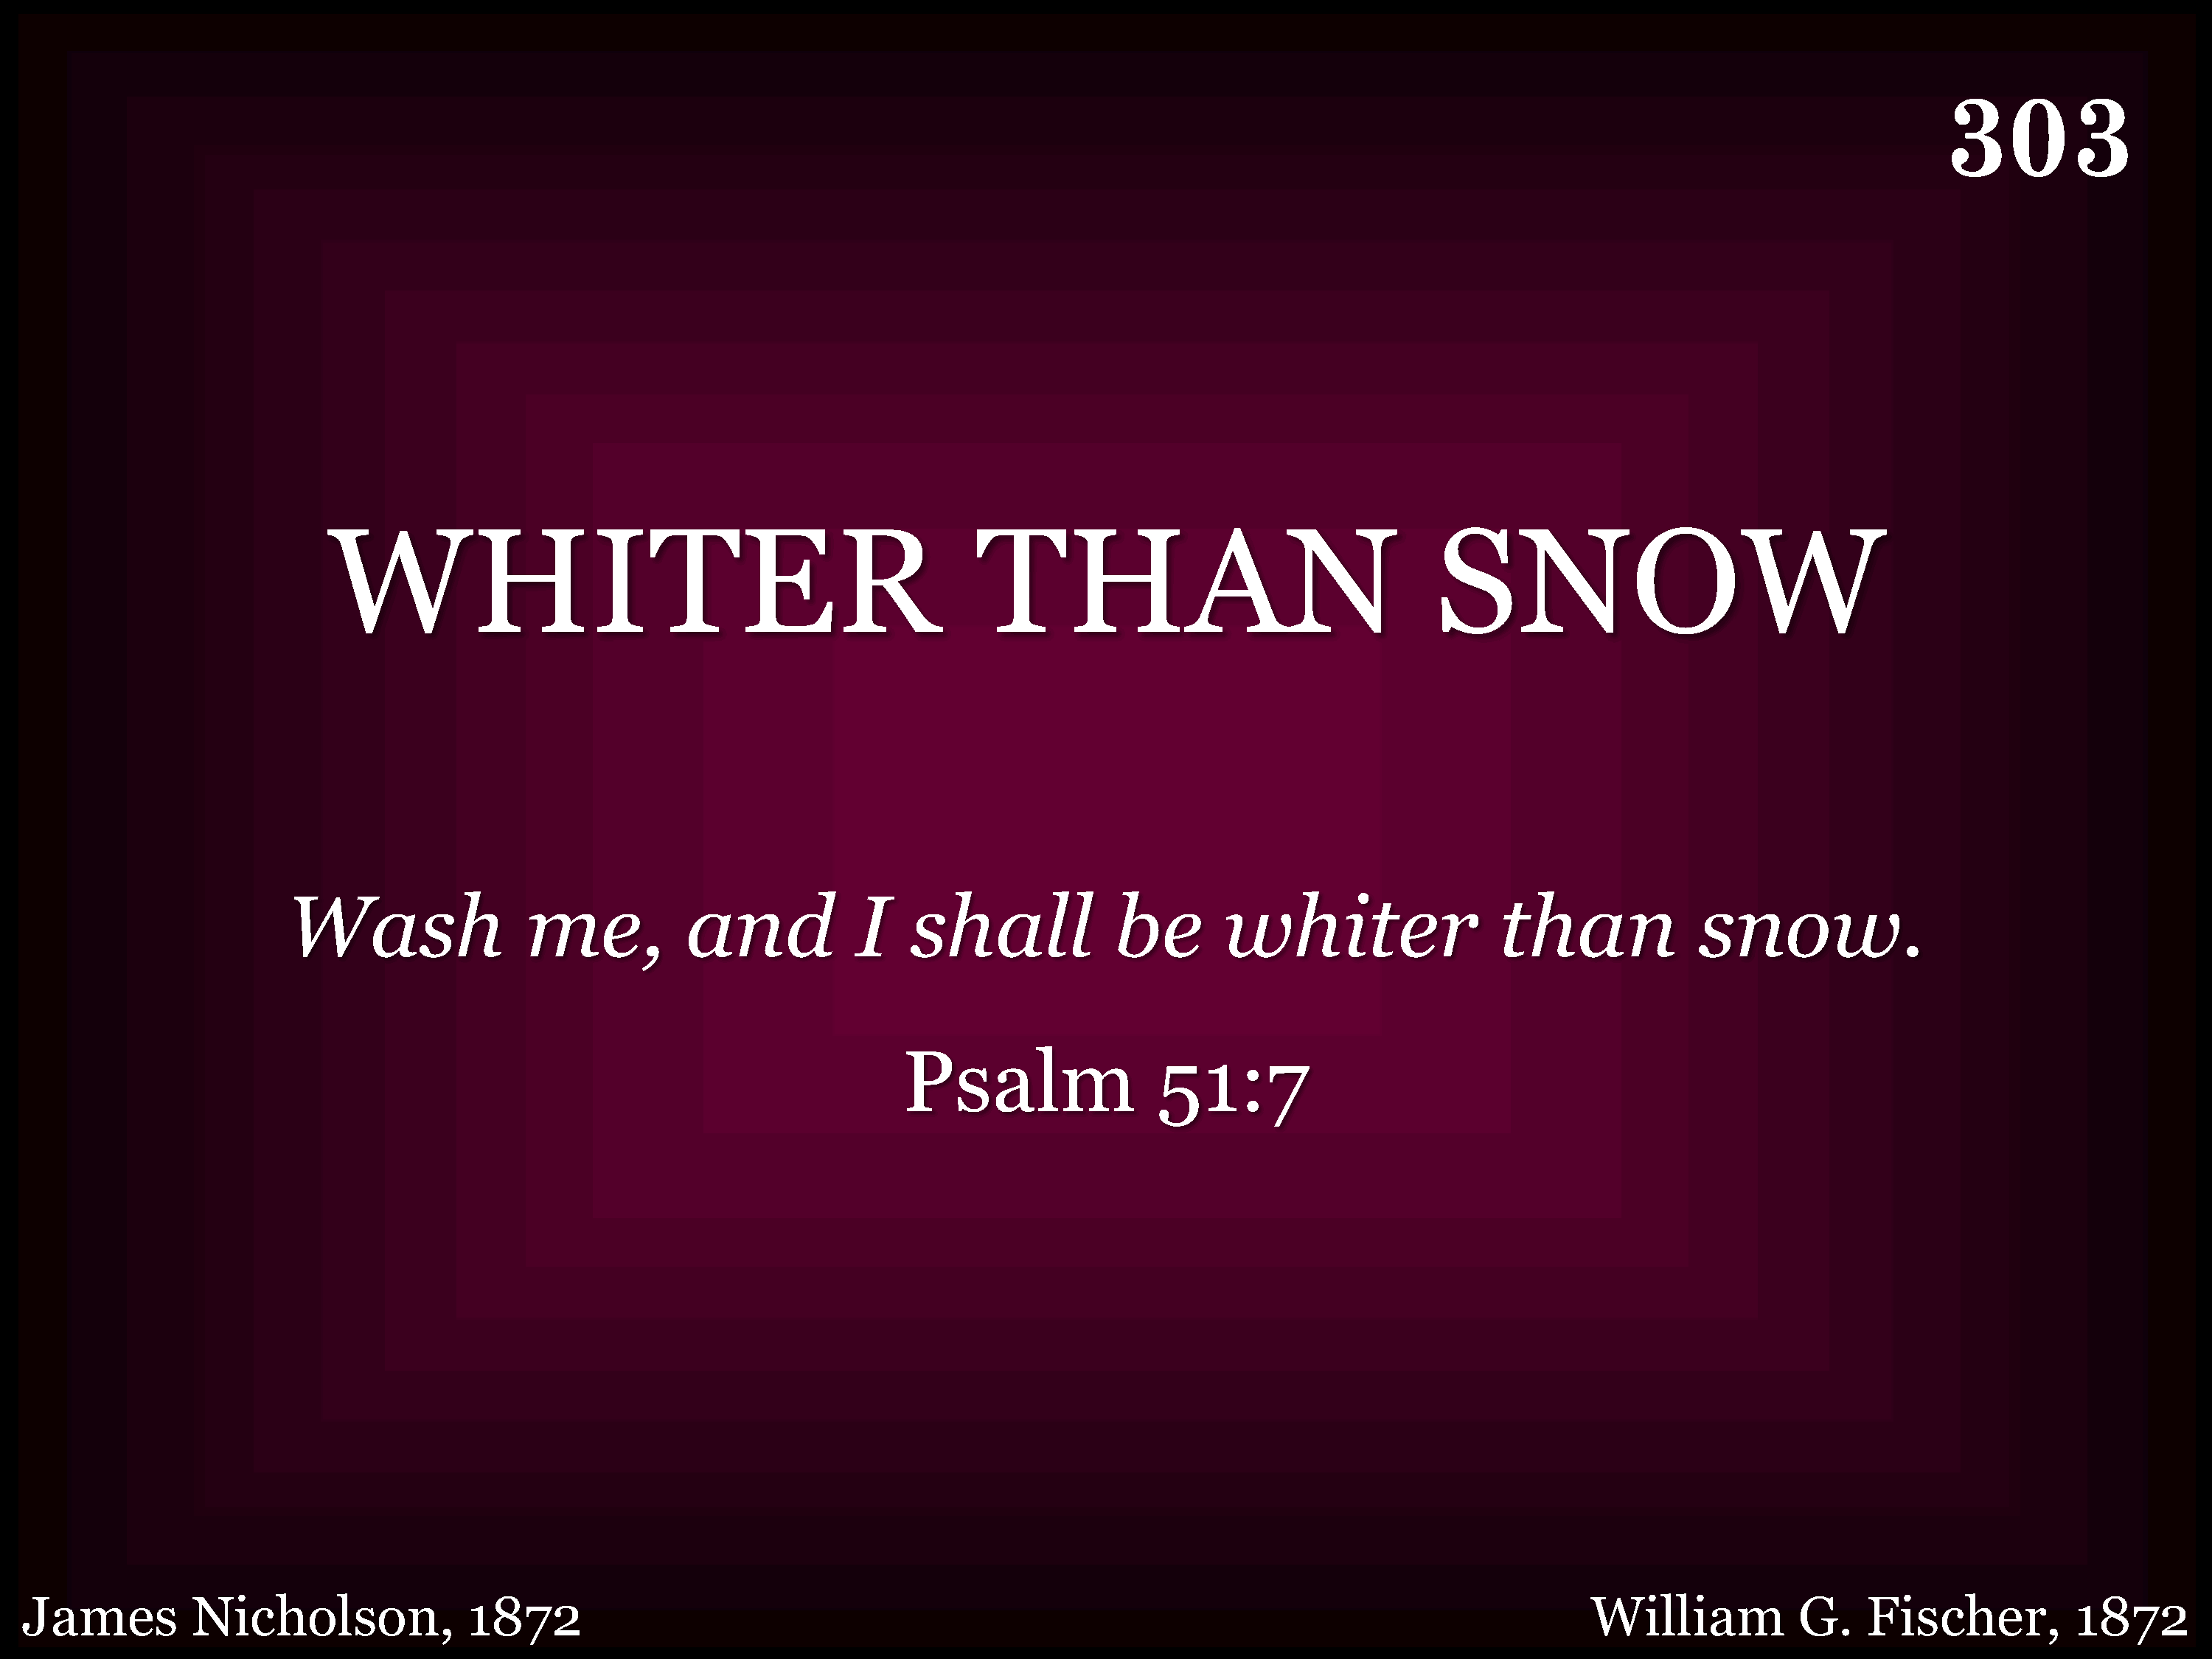 303
WHITER THAN SNOW
Wash me, and I shall be whiter than snow.
Psalm 51:7
James Nicholson, 1872
William G. Fischer, 1872